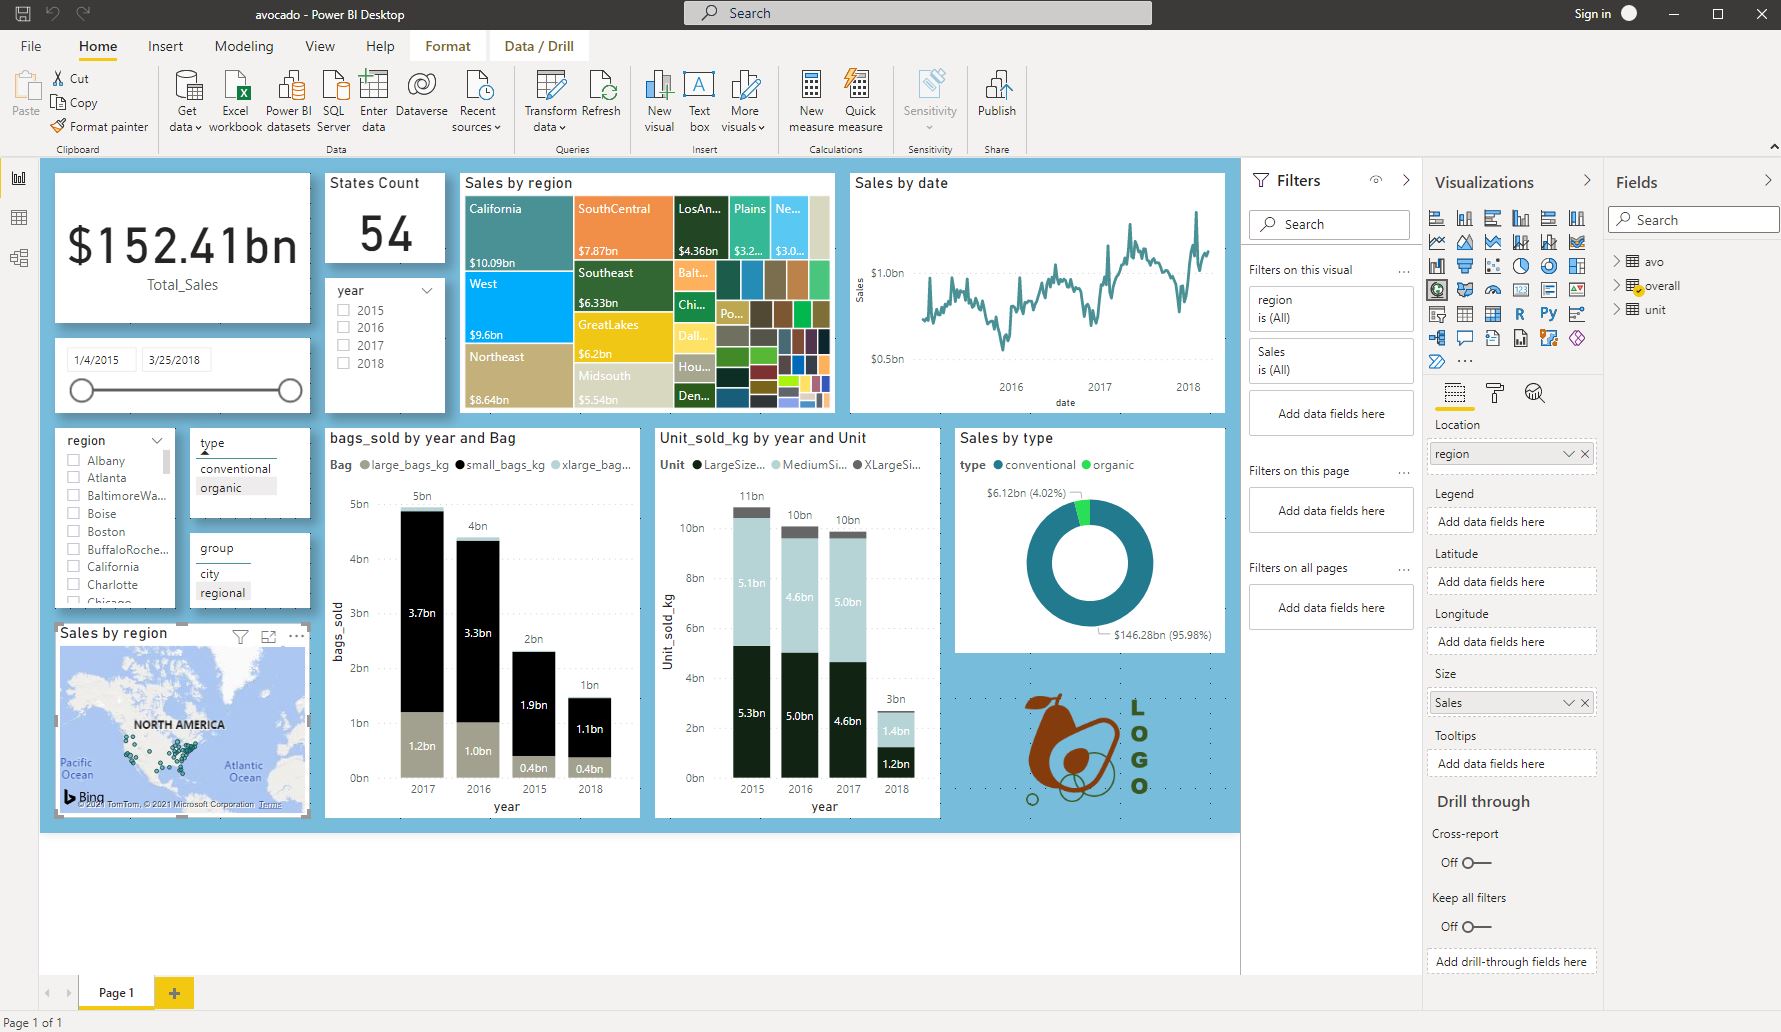 avocado - Power BI Desktop
Search
Sign in
File
Home
Insert
Modeling
View
Help
Format
Data / Drill
Paste
Cut
Copy
Format painter
Clipboard
Get data
Excel workbook
Power BI datasets
SQL Server
Enter data
Dataverse
Recent sources
Data
Transform data
Refresh
Queries
New visual
Text box
More visuals
Insert
New measure
Quick measure
Calculations
Sensitivity
Sensitivity
Publish
Share
$152.41bn
Total_Sales
1/4/2015
3/25/2018
States Count
54
year
2015
2016
2017
2018
Sales by region
California
$10.09bn
West
$9.6bn
Northeast
$8.64bn
SouthCentral
$7.87bn
Southeast
$6.33bn
GreatLakes
$6.2bn
Midsouth
$5.54bn
LosAn...
$4.36bn
Plains
$3.2...
Ne...
$3.0...
Balt...
Chi...
Dall...
Hou...
Den...
Po...
Sales by date
Sales
$1.0bn
$0.5bn
2016
2017
2018
date
region
Albany
Atlanta
BaltimoreWa...
Boise
Boston
BuffaloRoche...
California
Charlotte
Chicago
type
conventional
organic
group
city
regional
Sales by region
NORTH AMERICA
Pacific Ocean
Atlantic Ocean
Bing
© 2021 TomTom, © 2021 Microsoft Corporation Terms
bags_sold by year and Bag
Bag
large_bags_kg
small_bags_kg
xlarge_bag...
bags_sold
5bn
4bn
3bn
2bn
1bn
0bn
5bn
3.7bn
1.2bn
4bn
3.3bn
1.0bn
2bn
1.9bn
0.4bn
1bn
1.1bn
0.4bn
2017
2016
2015
2018
year
Unit_sold_kg by year and Unit
Unit
LargeSize...
MediumSi...
XLargeSi...
Unit_sold_kg
10bn
8bn
6bn
4bn
2bn
0bn
11bn
5.1bn
5.3bn
10bn
4.6bn
5.0bn
10bn
5.0bn
4.6bn
3bn
1.4bn
1.2bn
2015
2016
2017
2018
year
Sales by type
type
conventional
organic
$6.12bn (4.02%)
$146.28bn (95.98%)
LOGO
Filters
Search
Filters on this visual
...
region
is (All)
Sales
is (All)
Add data fields here
Filters on this page
...
Add data fields here
Filters on all pages
...
Add data fields here
Visualizations
R
Py
123
...
Location
region
Legend
Add data fields here
Latitude
Add data fields here
Longitude
Add data fields here
Size
Sales
Tooltips
Add data fields here
Drill through
Cross-report
Off
Keep all filters
Off
Add drill-through fields here
Fields
Search
avo
overall
unit
Page 1
Page 1 of 1